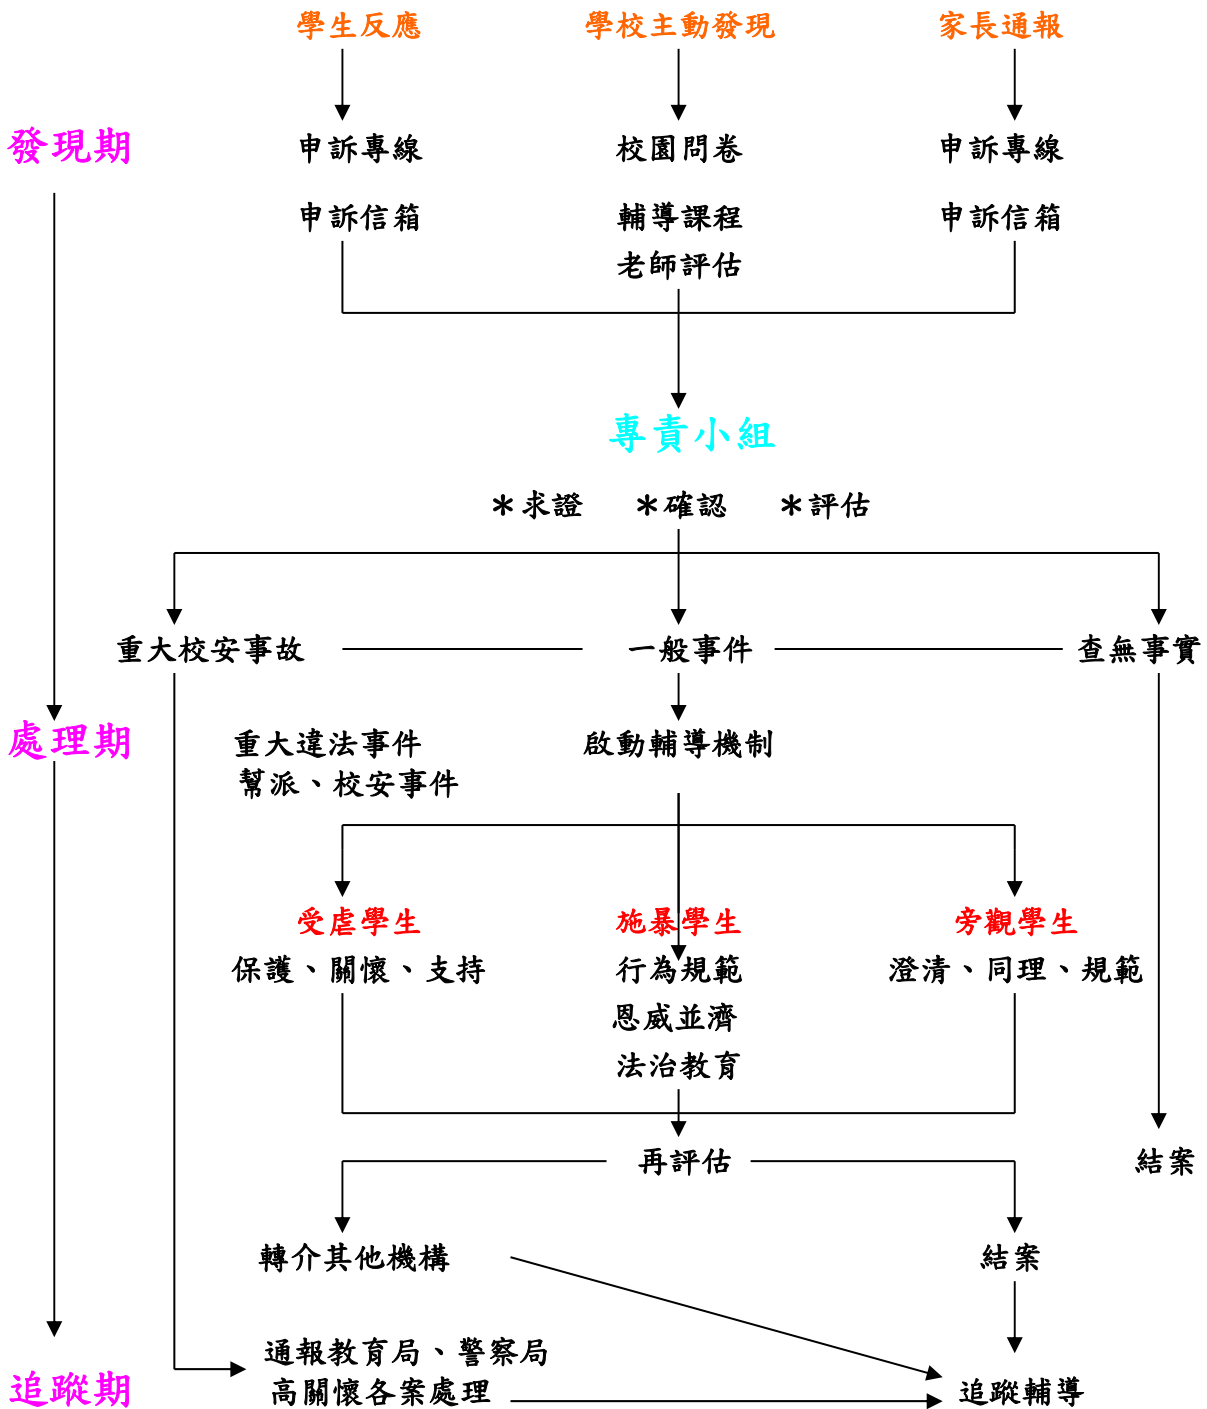 學生反應
學校主動發現
家長通報
發現期
申訴專線
校園問卷
申訴專線
申訴信箱
輔導課程
申訴信箱
老師評估
專責小組
＊求證 ＊確認 ＊評估
重大校安事故
一般事件
查無事實
處理期
重大違法事件
啟動輔導機制
幫派、校安事件
受虐學生
施暴學生
旁觀學生
保護、關懷、支持
行為規範
澄清、同理、規範
恩威並濟
法治教育
再評估
結案
轉介其他機構
結案
通報教育局、警察局
追蹤期
高關懷各案處理
追蹤輔導